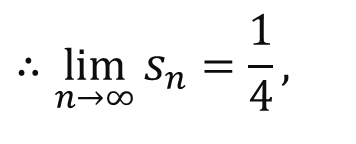 ∴ lim_{n→∞} s_n = 1/4,